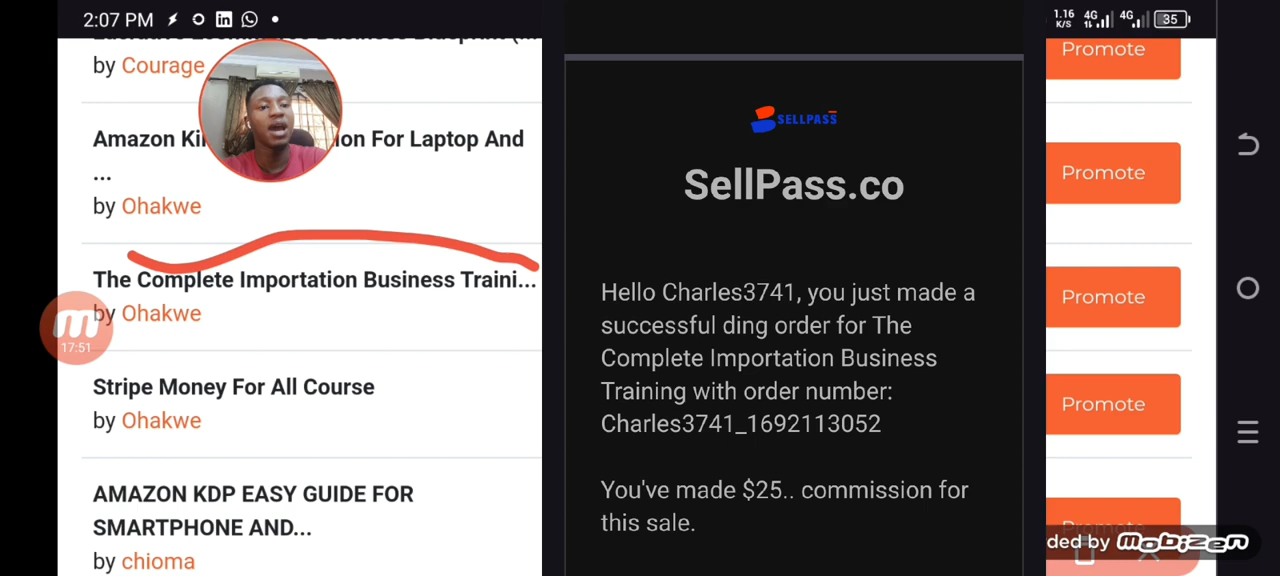 2:07 PM
by Courage
Amazon Ki on For Laptop And
...
by Ohakwe
The Complete Importation Business Traini...
by Ohakwe
17:51
Stripe Money For All Course
by Ohakwe
AMAZON KDP EASY GUIDE FOR
SMARTPHONE AND...
by chioma
SELLPASS
SellPass.co
Hello Charles3741, you just made a
successful ding order for The
Complete Importation Business
Training with order number:
Charles3741_1692113052
You've made $25.. commission for
this sale.
1.16
K/S
4G
4G
35
Promote
Promote
Promote
Promote
Promote
ded by Mobizen